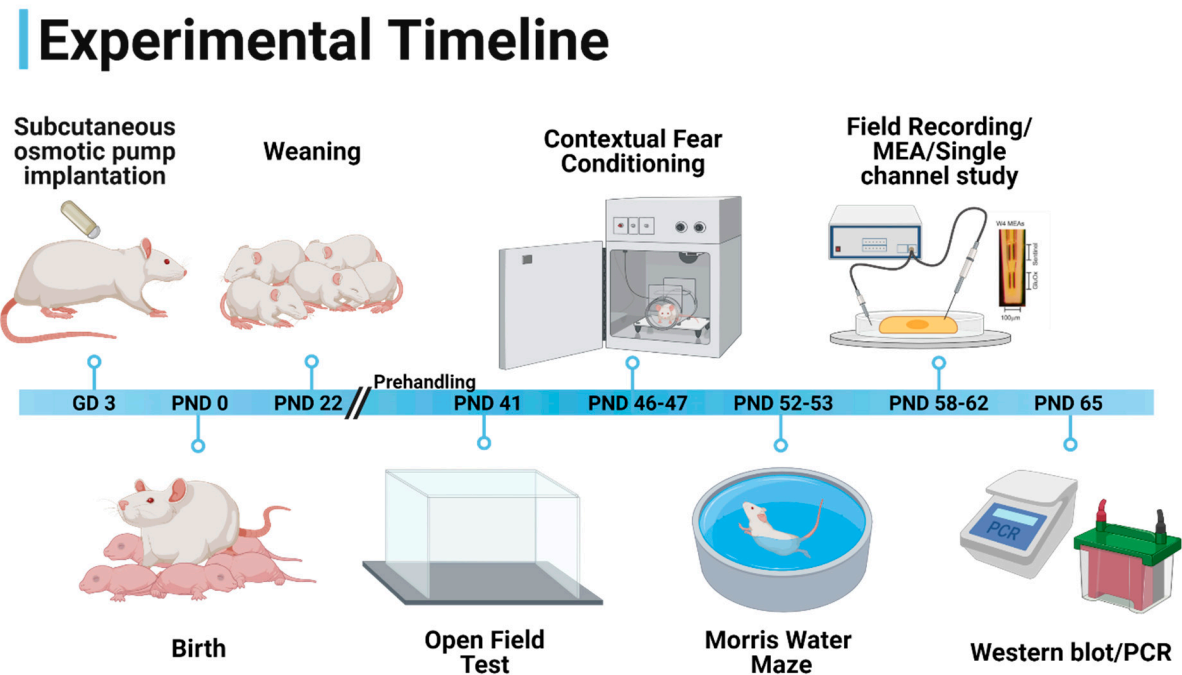 Experimental Timeline
Subcutaneous
osmotic pump
implantation
Weaning
Contextual Fear
Conditioning
Field Recording/
MEA/Single
channel study
W4 MEAs
Sentinel
GluOx
100μm
Prehandling
GD 3
PND 0
PND 22
PND 41
PND 46-47
PND 52-53
PND 58-62
PND 65
PCR
Birth
Open Field
Test
Morris Water
Maze
Western blot/PCR